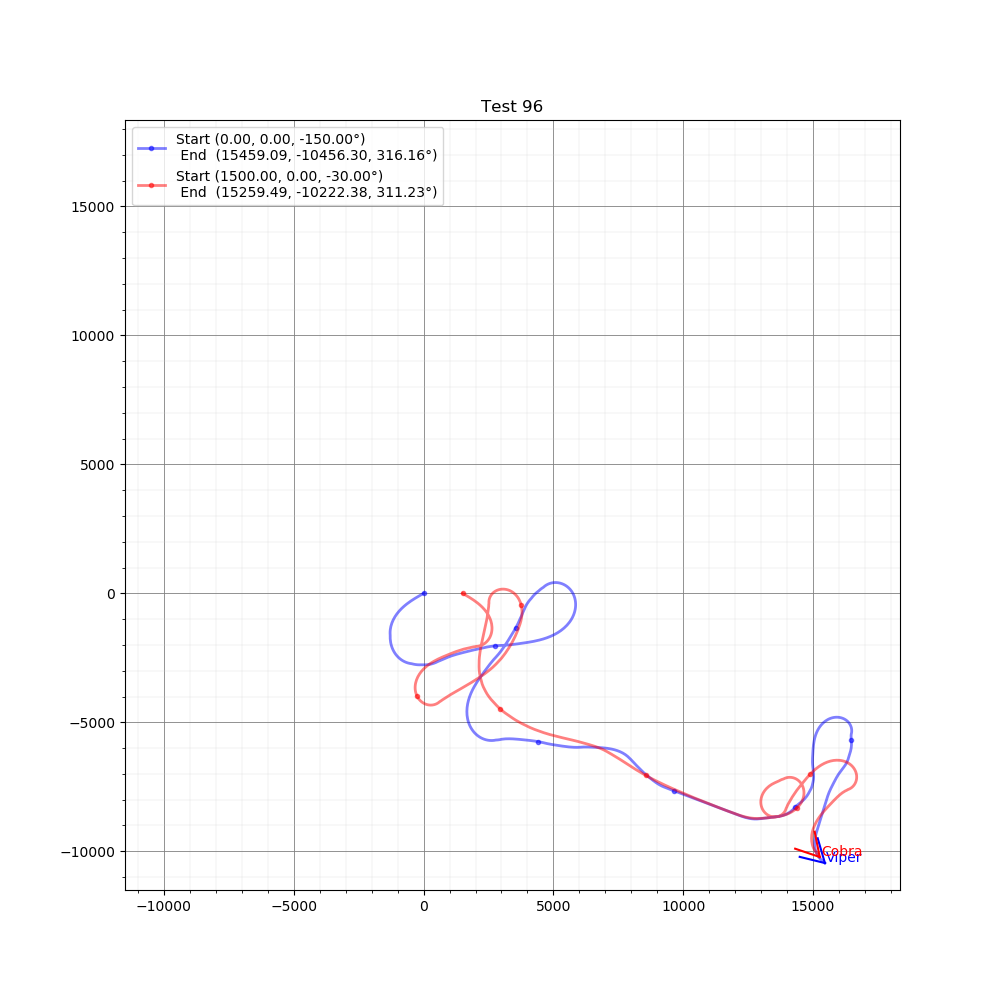 Test 96
Start (0.00, 0.00, -150.00°)
End  (15459.09, -10456.30, 316.16°)
Start (1500.00, 0.00, -30.00°)
End  (15259.49, -10222.38, 311.23°)
15000
10000
5000
0
−5000
−10000
Cobra
Viper
−10000
−5000
0
5000
10000
15000